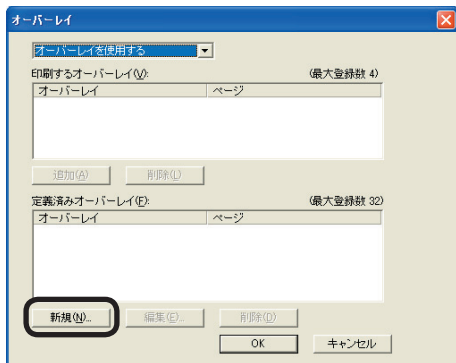 オーバーレイ
オーバーレイを使用する
印刷するオーバーレイ(V): (最大登録数 4)
オーバーレイ ページ
追加(A) 削除(L)
定義済みオーバーレイ(F): (最大登録数 32)
オーバーレイ ページ
新規(N)... 編集(E)... 削除(D)
OK キャンセル